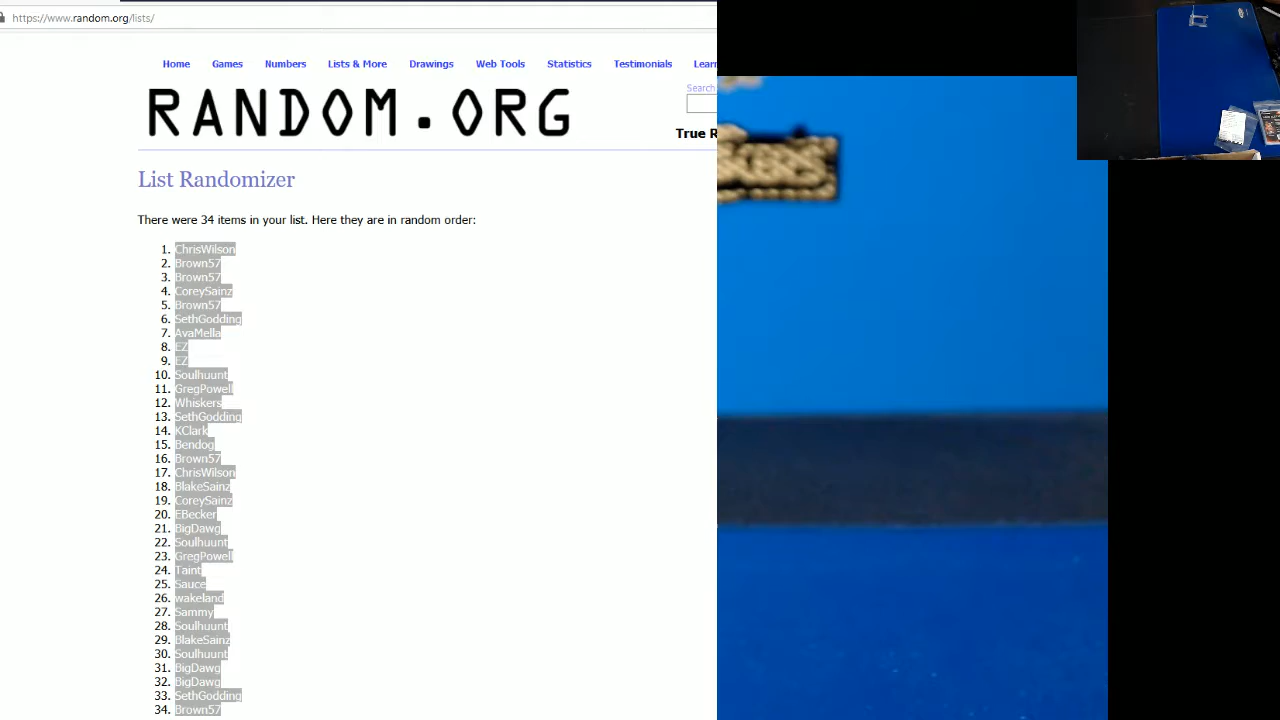 https://www.random.org/lists/
Home Games Numbers Lists & More Drawings Web Tools Statistics Testimonials Learn
RANDOM.ORG
Search
True R
List Randomizer
There were 34 items in your list. Here they are in random order:
1. ChrisWilson
2. Brown57
3. Brown57
4. CoreySainz
5. Brown57
6. SethGodding
7. AvaMella
8. EZ
9. EZ
10. Soulhuunt
11. GregPowell
12. Whiskers
13. SethGodding
14. KClark
15. Bendog
16. Brown57
17. ChrisWilson
18. BlakeSainz
19. CoreySainz
20. EBecker
21. BigDawg
22. Soulhuunt
23. GregPowell
24. Taint
25. Sauce
26. wakeland
27. Sammy
28. Soulhuunt
29. BlakeSainz
30. Soulhuunt
31. BigDawg
32. BigDawg
33. SethGodding
34. Brown57